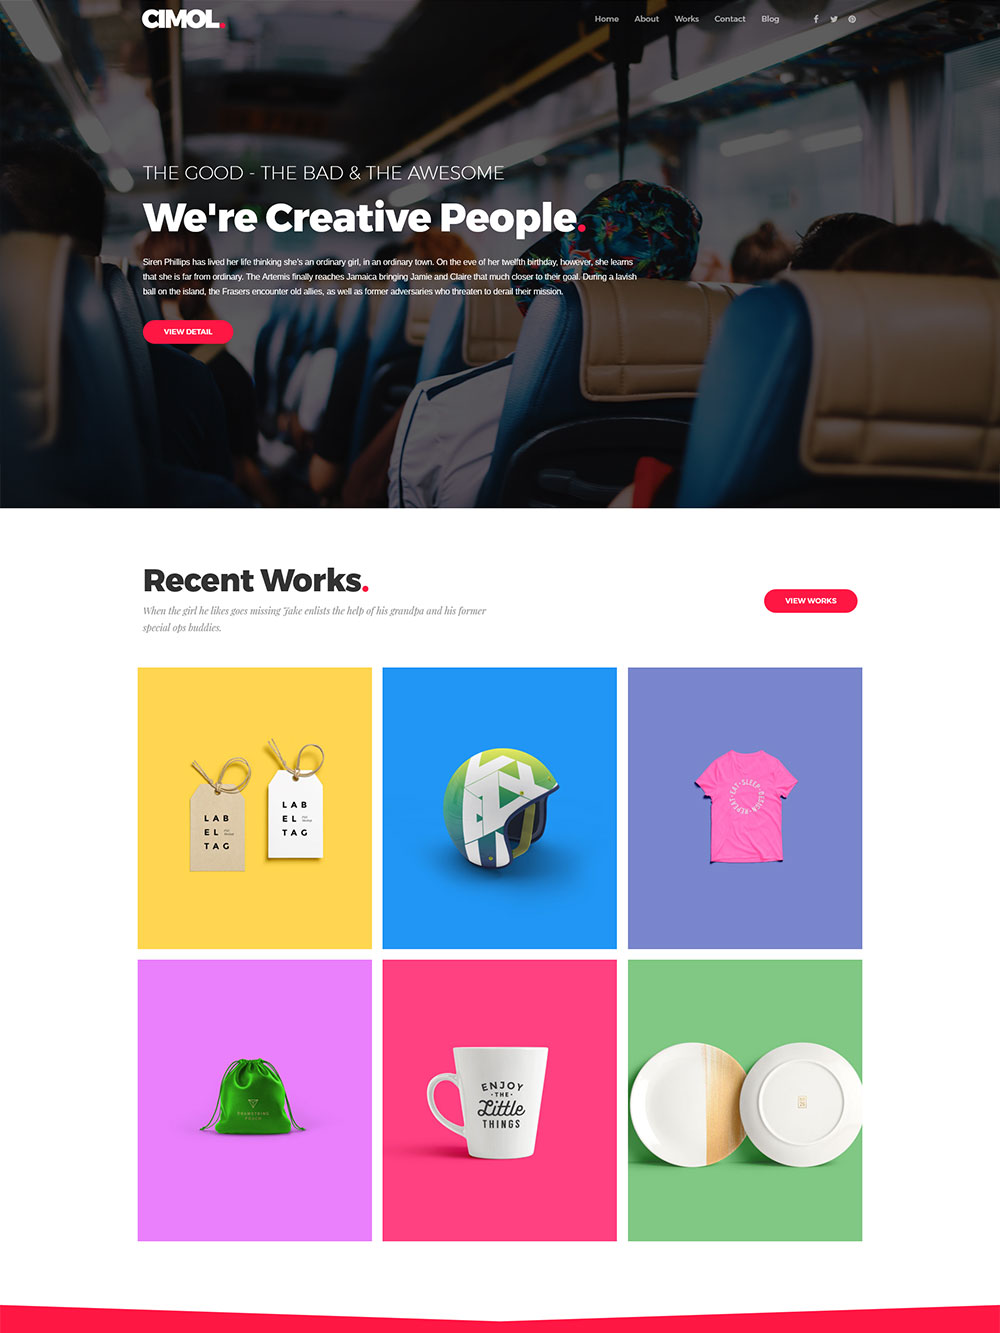 CIMOL.
Home About Works Contact Blog
THE GOOD - THE BAD & THE AWESOME
We're Creative People.
Siren Phillips has lived her life thinking she's an ordinary girl, in an ordinary town. On the eve of her twelfth birthday, however, she learns
that she is far from ordinary. The Artemis finally reaches Jamaica bringing Jamie and Claire that much closer to their goal. During a lavish
ball on the island, the Frasers encounter old allies, as well as former adversaries who threaten to derail their mission.
VIEW DETAIL
Recent Works.
When the girl he likes goes missing Jake enlists the help of his grandpa and his former
special ops buddies.
VIEW WORKS
LAB
EL
TAG
LAB
EL
TAG
EAT·SLEEP·DESIGN·REPEAT·
DRAWSTRING
POUCH
ENJOY
·THE·
Little
THINGS